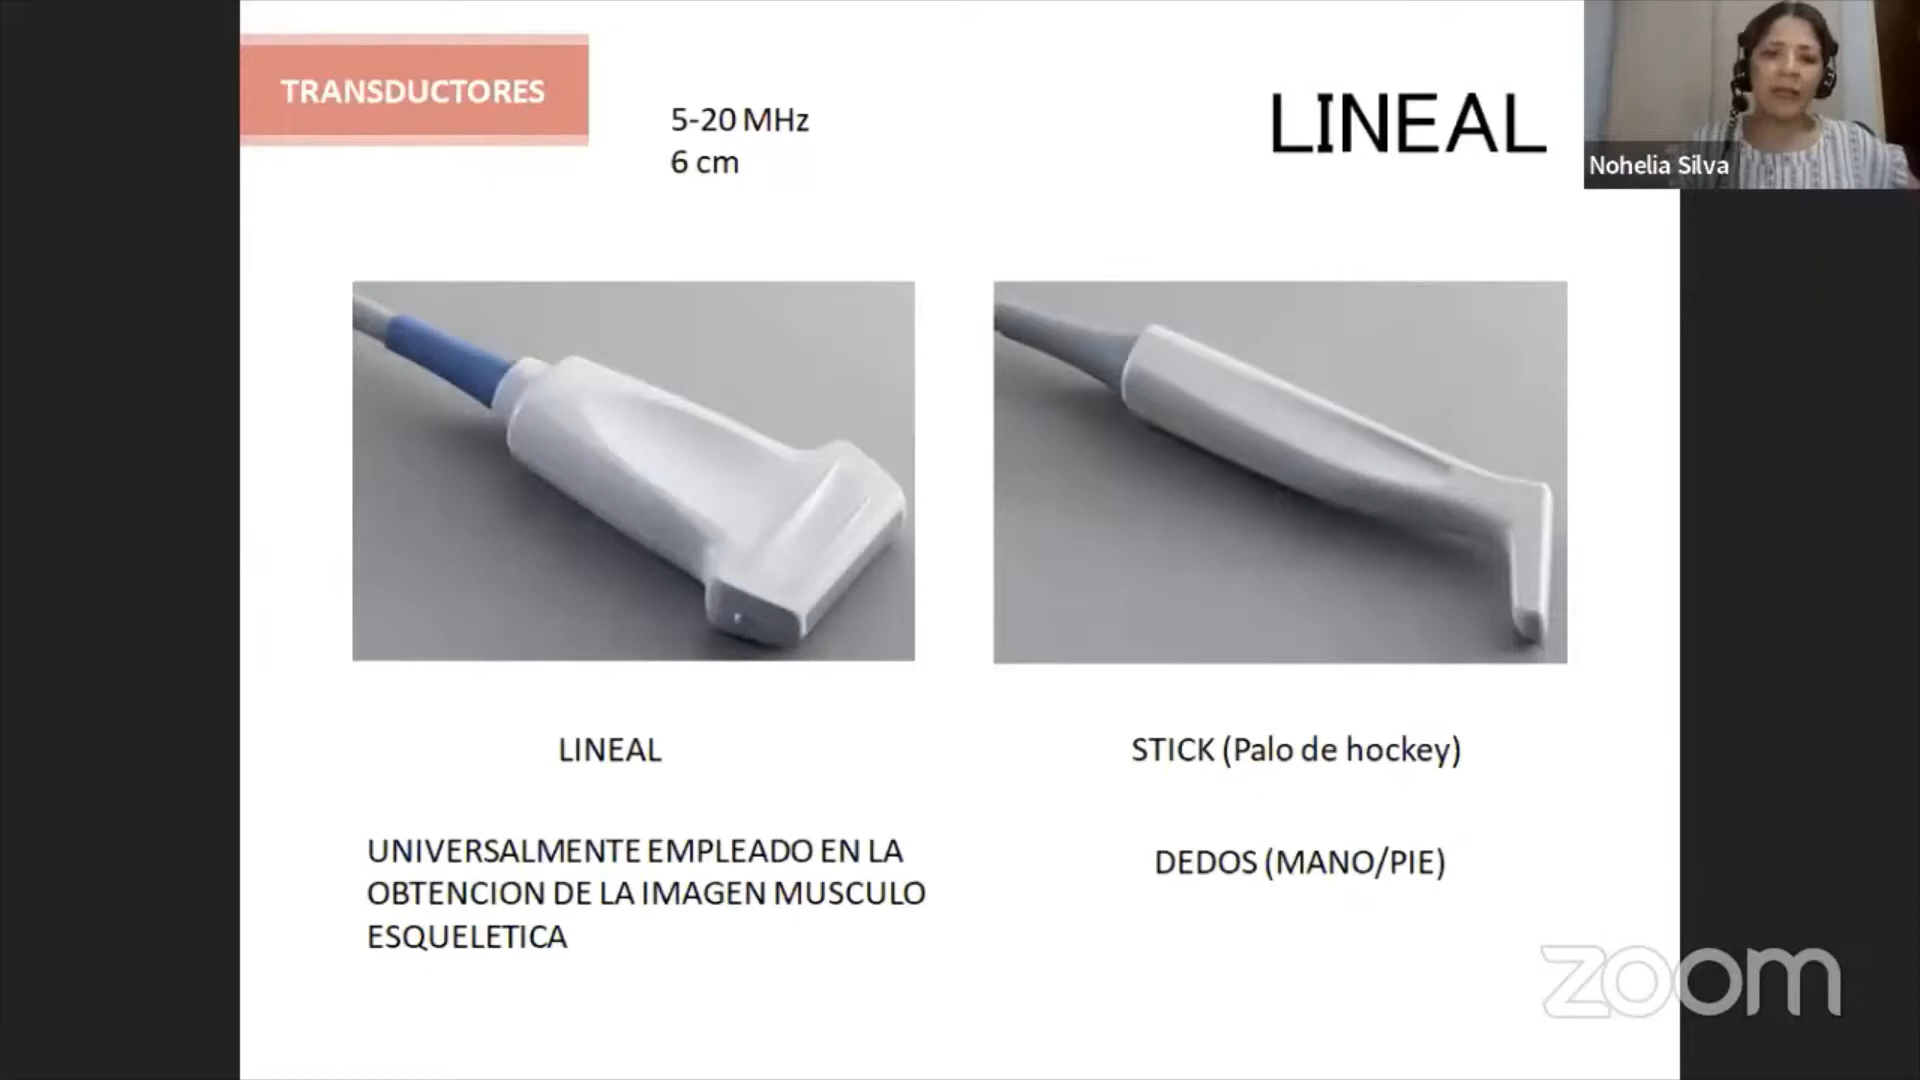 TRANSDUCTORES
5-20 MHz
6 cm
LINEAL
Nohelia Silva
LINEAL
STICK (Palo de hockey)
UNIVERSALMENTE EMPLEADO EN LA
OBTENCION DE LA IMAGEN MUSCULO
ESQUELETICA
DEDOS (MANO/PIE)
zoom